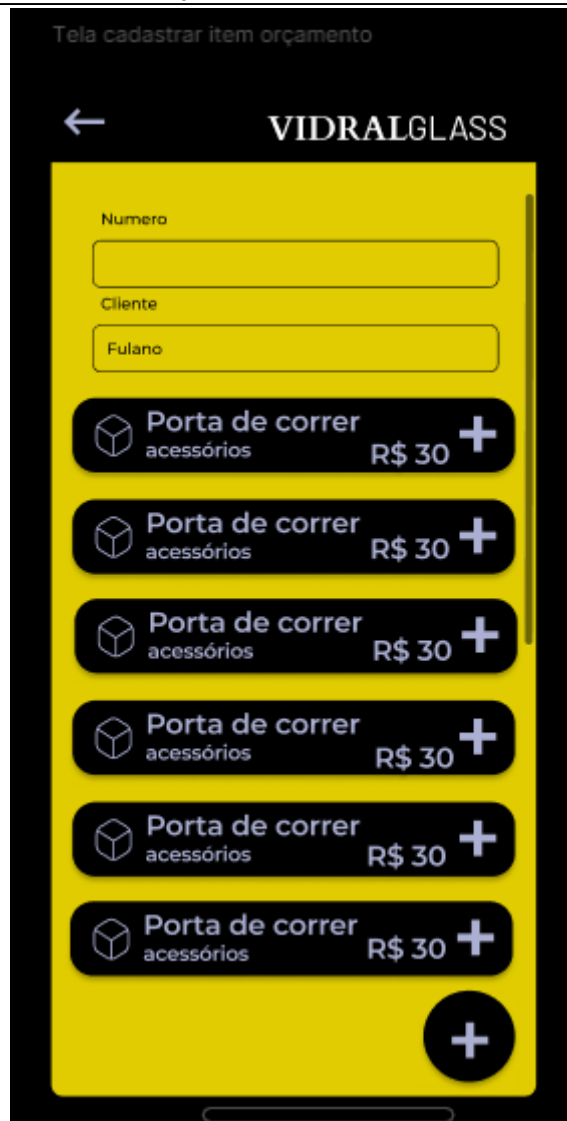 Tela cadastrar item orçamento
VIDRALGLASS
Numero
Cliente
Fulano
Porta de correr
acessórios
R$ 30
Porta de correr
acessórios
R$ 30
Porta de correr
acessórios
R$ 30
Porta de correr
acessórios
R$ 30
Porta de correr
acessórios
R$ 30
Porta de correr
acessórios
R$ 30